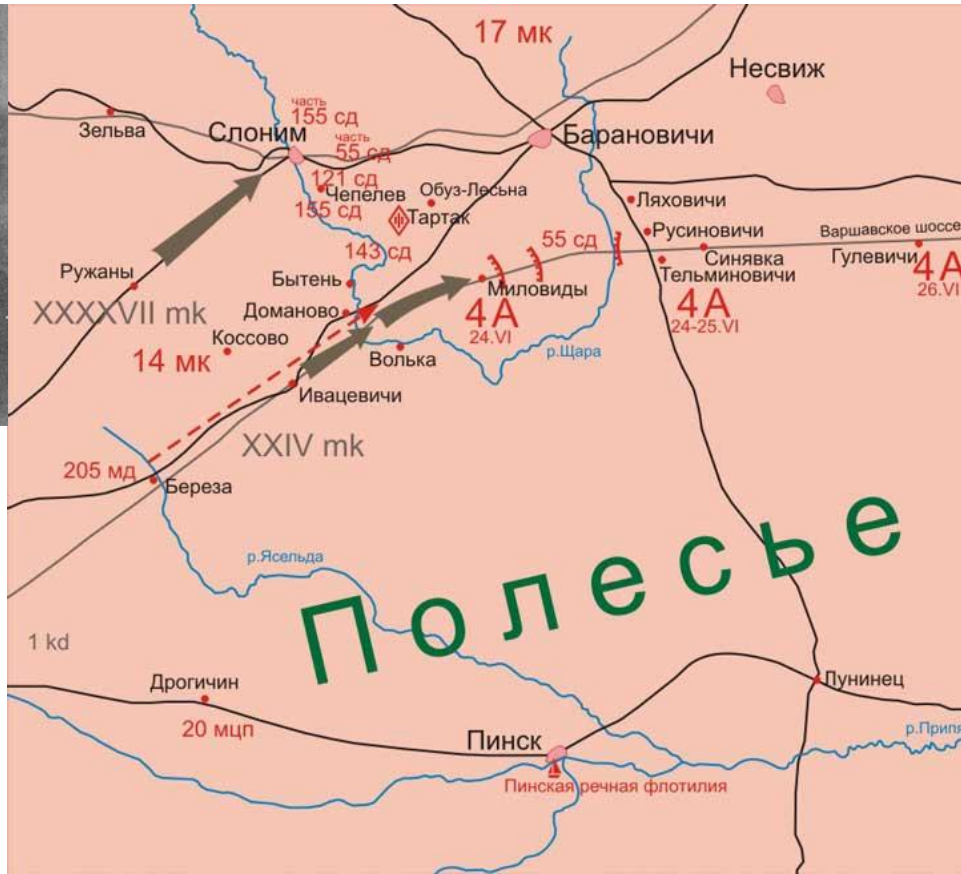 17 мк
Несвиж
часть
155 сд
Зельва
Слоним
Барановичи
часть
55 сд
121 сд
Чепелев
155 сд
Обуз-Лесьна
Тартак
Ляховичи
Русиновичи
Варшавское шоссе
55 сд
143 сд
Синявка
Гулевичи
Тельминовичи
4А
26.VI
Ружаны
Бытень
Миловиды
4А
24.VI
4А
24-25.VI
XXXXVII mk
Доманово
Коссово
14 мк
Волька
р.Щара
Ивацевичи
XXIV mk
205 мд
Береза
р.Ясельда
Полесье
1 kd
Дрогичин
Лунинец
20 мцп
Пинск
р.Припя
Пинская речная флотилия